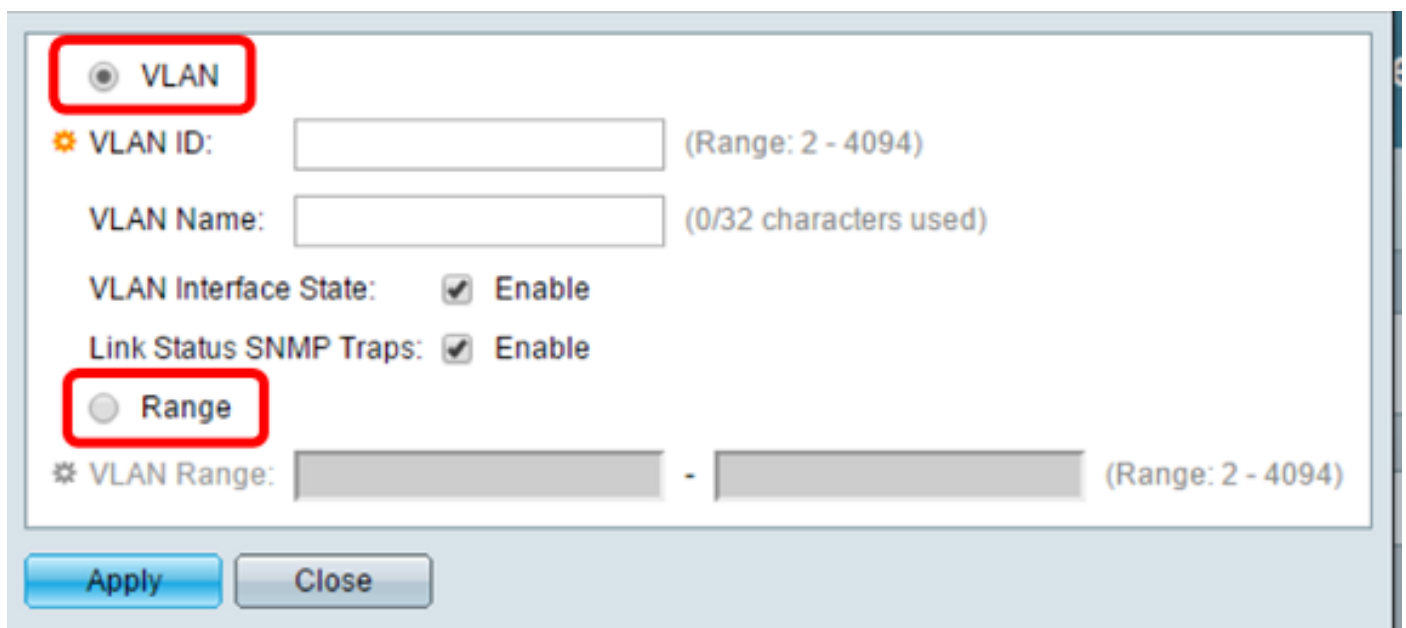 VLAN
VLAN ID: (Range: 2 - 4094)
VLAN Name: (0/32 characters used)
VLAN Interface State: Enable
Link Status SNMP Traps: Enable
Range
VLAN Range: - (Range: 2 - 4094)
Apply Close